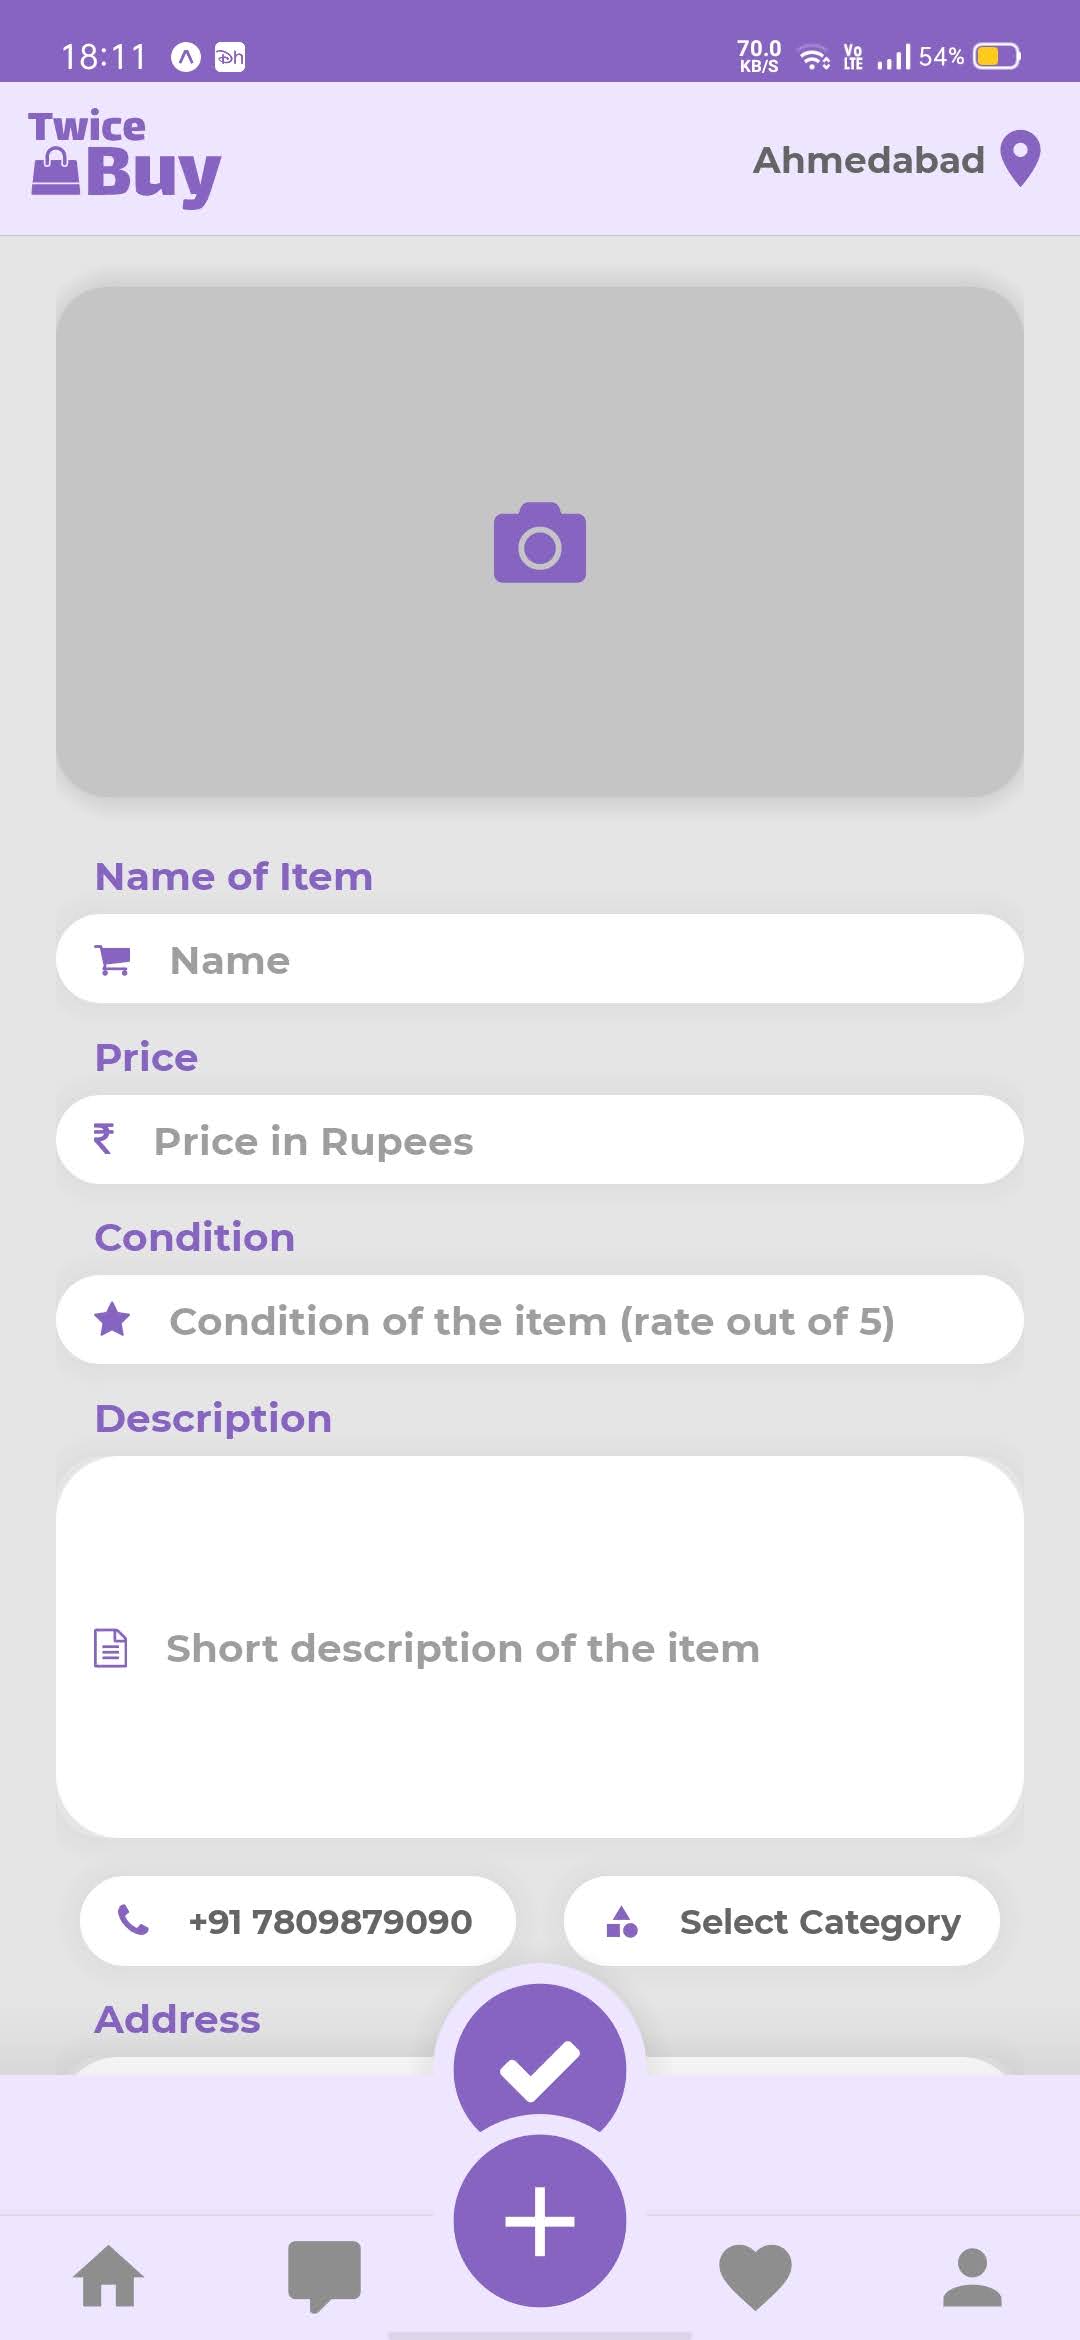 18:11
70.0
KB/S
Vo
LTE
54%
Twice
Buy
Ahmedabad
Name of Item
Name
Price
₹ Price in Rupees
Condition
Condition of the item (rate out of 5)
Description
Short description of the item
+91 7809879090
Select Category
Address